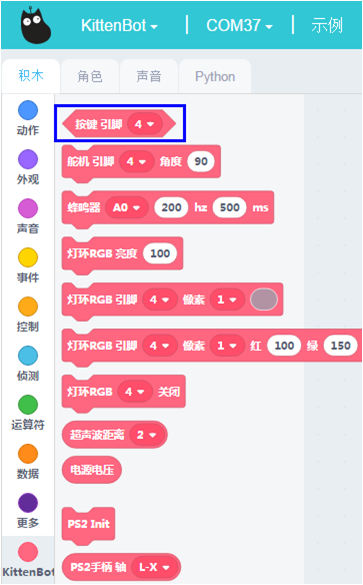 KittenBot COM37 示例
积木 角色 声音 Python
动作
外观
声音
事件
控制
侦测
运算符
数据
更多
KittenBot
按键 引脚 4
舵机 引脚 4 角度 90
蜂鸣器 A0 200 hz 500 ms
灯环RGB 亮度 100
灯环RGB 引脚 4 像素 1
灯环RGB 引脚 4 像素 1 红 100 绿 150
灯环RGB 4 关闭
超声波距离 2
电源电压
PS2 Init
PS2手柄 轴 L-X